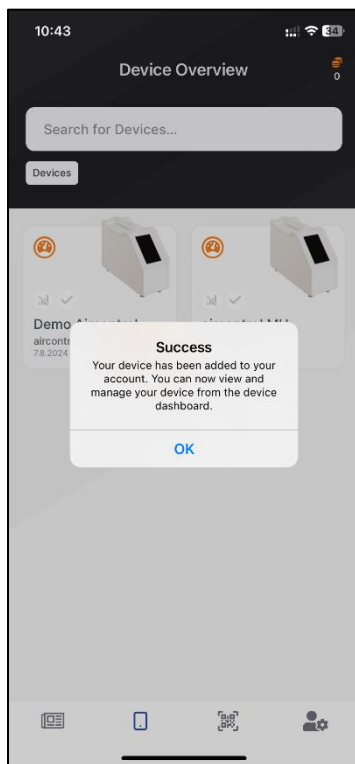 10:43
34
Device Overview
0
Search for Devices...
Devices
Demo
aircontr
7.8.2024
Success
Your device has been added to your
account. You can now view and
manage your device from the device
dashboard.
OK